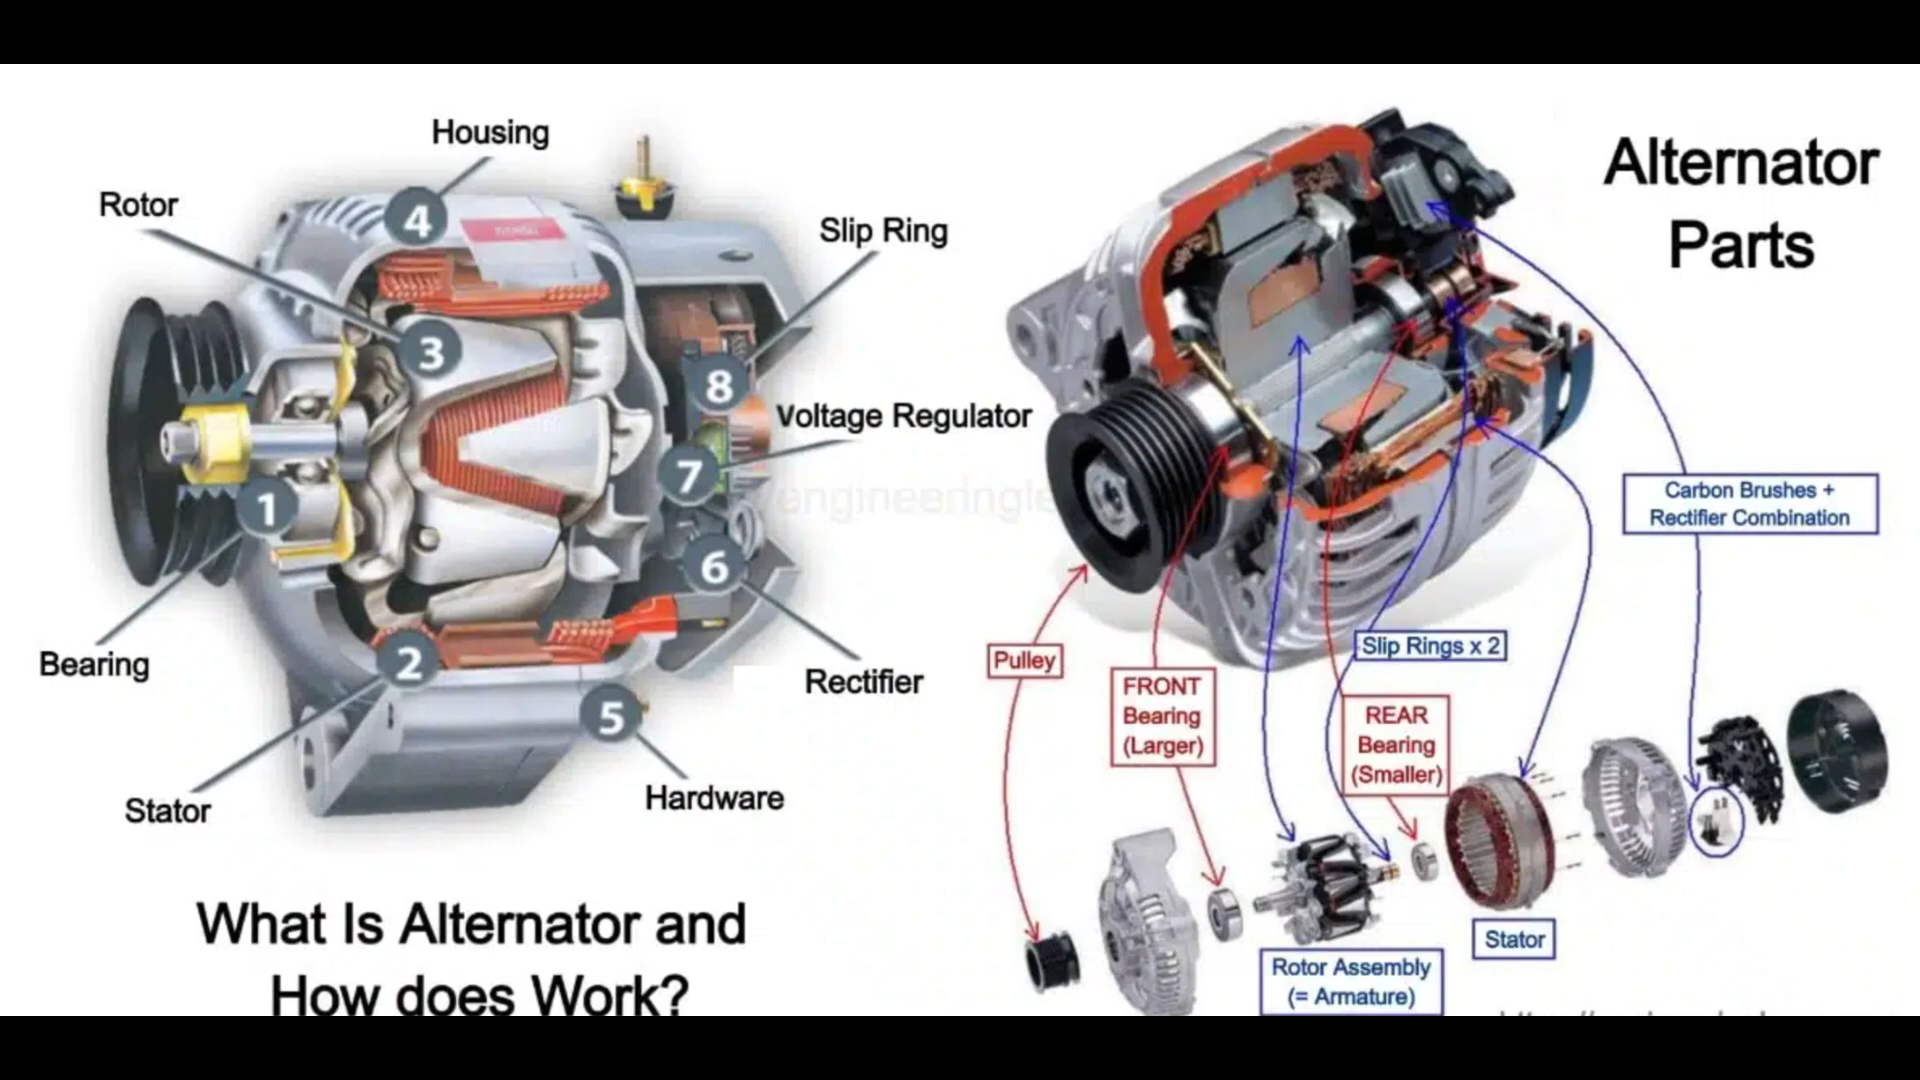 Housing
Rotor
4
Slip Ring
3
8
Voltage Regulator
7
1
6
Bearing
2
Rectifier
5
Stator
Hardware
What Is Alternator and
How does Work?
engineeringle
Alternator
Parts
Carbon Brushes +
Rectifier Combination
Pulley
Slip Rings x 2
FRONT
Bearing
(Larger)
REAR
Bearing
(Smaller)
Stator
Rotor Assembly
(= Armature)